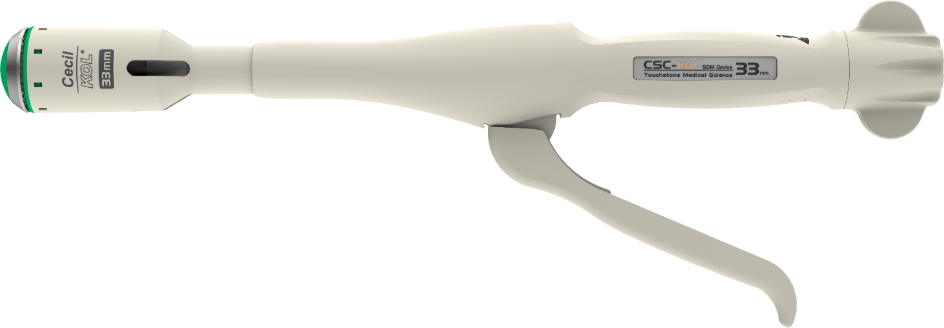 Cecil
KOL®
33mm
CSC-KOL SDM Device 33mm
Touchstone Medical Science